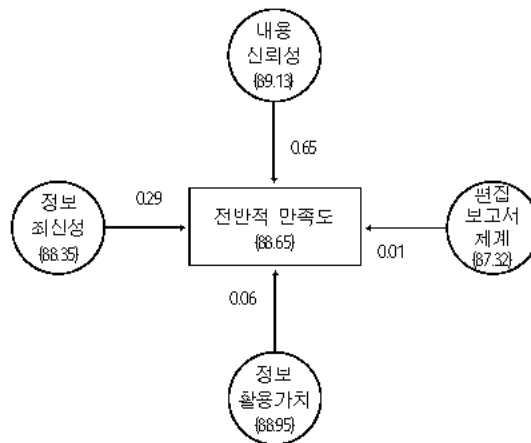 내용
신뢰성
(89.13)
0.65
정보
최신성
(88.35)
0.29
전반적 만족도
(88.65)
편집
보고서
체계
(87.32)
0.01
0.06
정보
활용가치
(88.95)